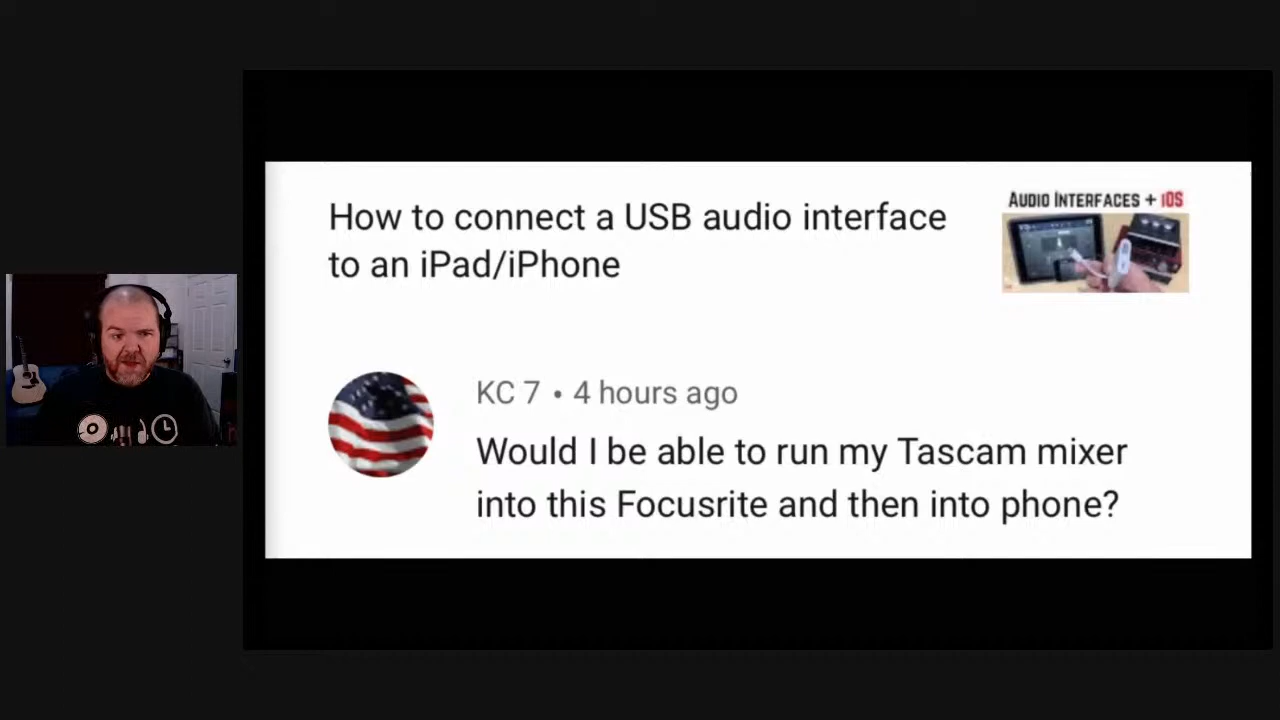 How to connect a USB audio interface
to an iPad/iPhone
AUDIO INTERFACES + iOS
KC 7 • 4 hours ago
Would I be able to run my Tascam mixer
into this Focusrite and then into phone?